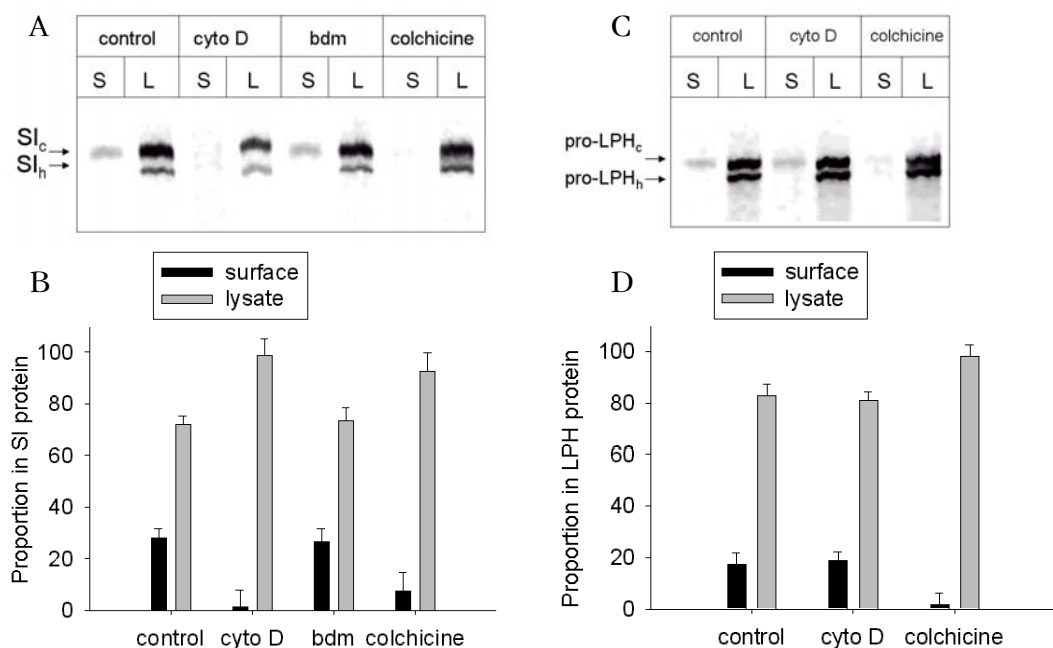 A
control cyto D bdm colchicine
S L S L S L S L
SIc
SIh
C
control cyto D colchicine
S L S L S L
pro-LPHc
pro-LPHh
B
surface
lysate
Proportion in SI protein
100
80
60
40
20
0
control cyto D bdm colchicine
D
surface
lysate
Proportion in LPH protein
100
80
60
40
20
0
control cyto D colchicine